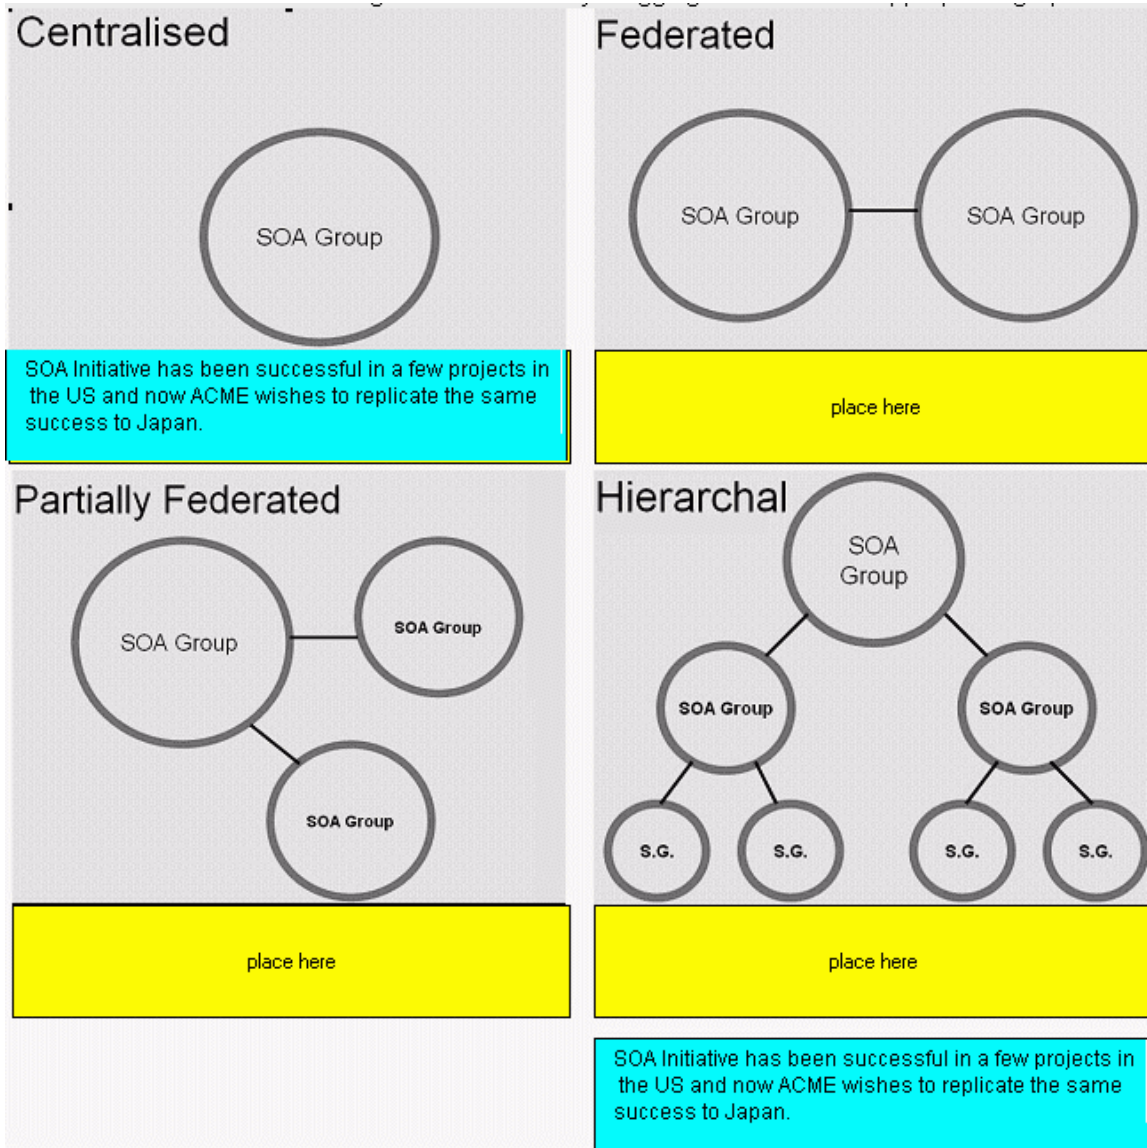 Centralised
SOA Group
SOA Initiative has been successful in a few projects in
the US and now ACME wishes to replicate the same
success to Japan.
Federated
SOA Group
SOA Group
place here
Partially Federated
SOA Group
SOA Group
SOA Group
place here
Hierarchal
SOA
Group
SOA Group
SOA Group
S.G.
S.G.
S.G.
S.G.
place here
SOA Initiative has been successful in a few projects in
the US and now ACME wishes to replicate the same
success to Japan.